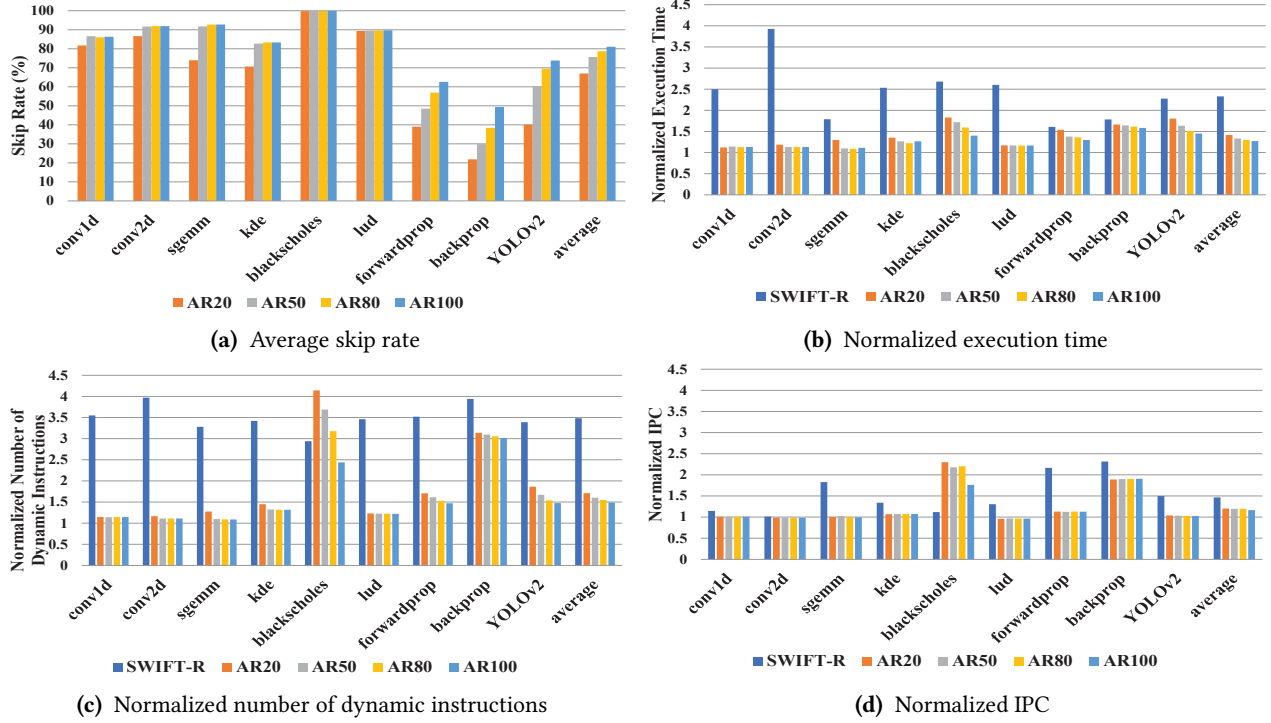 Skip Rate (%)
100
90
80
70
60
50
40
30
20
10
0
conv1d
conv2d
sgemm
kde
blackscholes
lud
forwardprop
backprop
YOLOv2
average
AR20 AR50 AR80 AR100
(a) Average skip rate
Normalized Execution Time
4.5
4
3.5
3
2.5
2
1.5
1
0.5
0
conv1d
conv2d
sgemm
kde
blackscholes
lud
forwardprop
backprop
YOLOv2
average
SWIFT-R AR20 AR50 AR80 AR100
(b) Normalized execution time
Normalized Number of
Dynamic Instructions
4.5
4
3.5
3
2.5
2
1.5
1
0.5
0
conv1d
conv2d
sgemm
kde
blackscholes
lud
forwardprop
backprop
YOLOv2
average
SWIFT-R AR20 AR50 AR80 AR100
(c) Normalized number of dynamic instructions
Normalized IPC
4.5
4
3.5
3
2.5
2
1.5
1
0.5
0
conv1d
conv2d
sgemm
kde
blackscholes
lud
forwardprop
backprop
YOLOv2
average
SWIFT-R AR20 AR50 AR80 AR100
(d) Normalized IPC